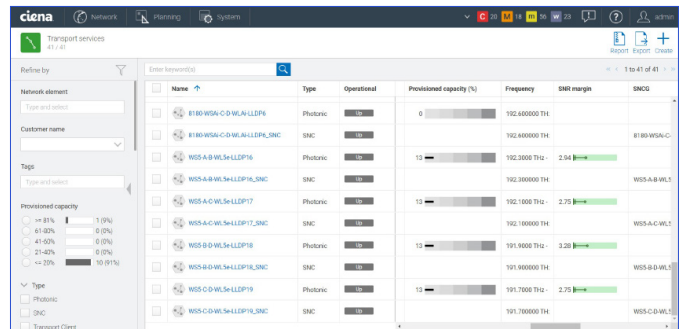 ciena Network Planning System C 20 M 18 m 56 w 23 ? admin
Transport services
41 / 41
Report Export Create
Refine by
Enter keyword(s)
1 to 41 of 41
Network element
Type and select
Customer name
Tags
Type and select
Provisioned capacity
>= 81% 1 (9%)
61-80% 0 (0%)
41-60% 0 (0%)
21-40% 0 (0%)
<= 20% 10 (91%)
Type
Photonic
SNC
Transport Client
Name Type Operational Provisioned capacity (%) Frequency SNR margin SNCG
8180-WSAi-C-D-WLAi-LLDP6 Photonic Up 0 192.600000 TH:
8180-WSAi-C-D-WLAi-LLDP6_SNC SNC Up 192.600000 TH: 8180-WSAi-C-
WS5-A-B-WL5e-LLDP16 Photonic Up 13 192.3000 THz - 2.94
WS5-A-B-WL5e-LLDP16_SNC SNC Up 192.300000 TH: WS5-A-B-WL5
WS5-A-C-WL5e-LLDP17 Photonic Up 13 192.1000 THz - 2.75
WS5-A-C-WL5e-LLDP17_SNC SNC Up 192.100000 TH: WS5-A-C-WL5
WS5-B-D-WL5e-LLDP18 Photonic Up 13 191.9000 THz - 3.28
WS5-B-D-WL5e-LLDP18_SNC SNC Up 191.900000 TH: WS5-B-D-WL5
WS5-C-D-WL5e-LLDP19 Photonic Up 13 191.7000 THz - 2.75
WS5-C-D-WL5e-LLDP19_SNC SNC Up 191.700000 TH: WS5-C-D-WL5